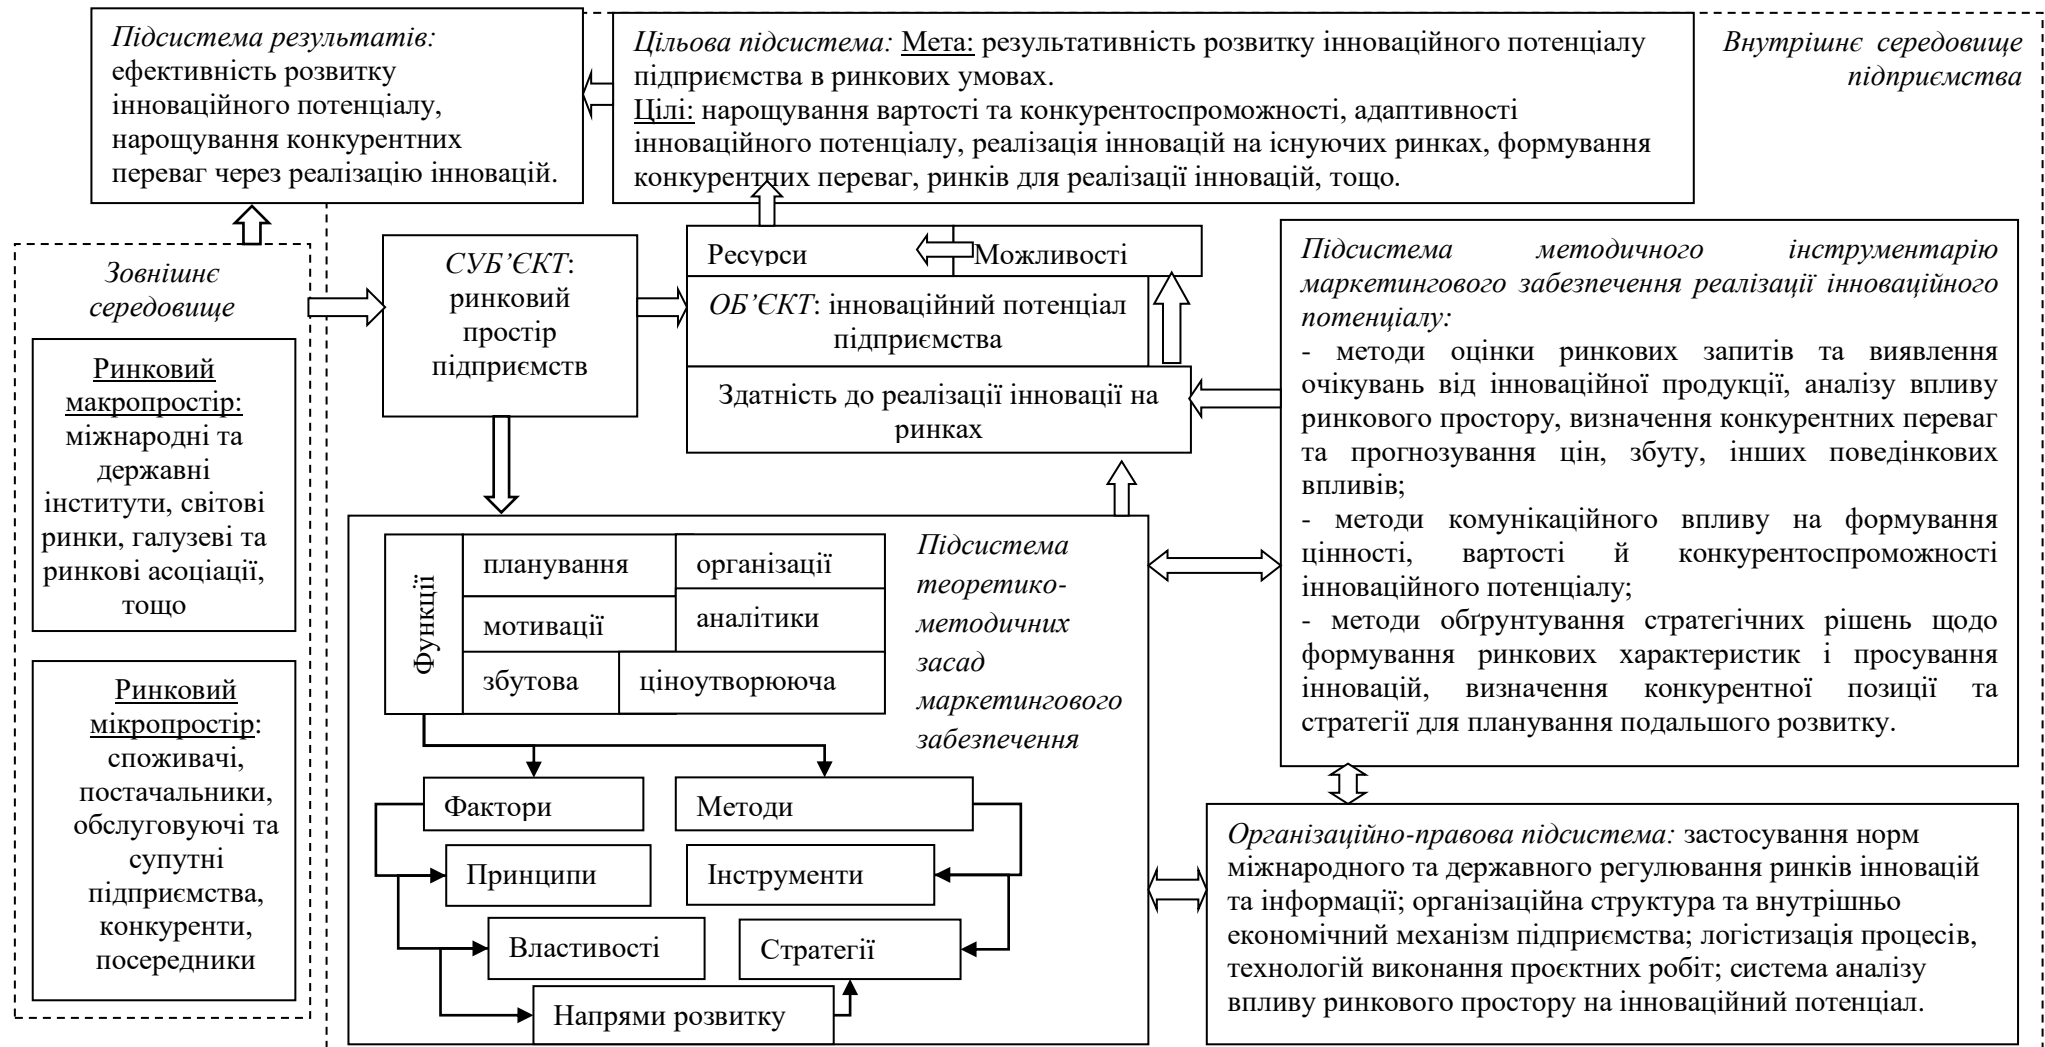 Підсистема результатів:
ефективність розвитку
інноваційного потенціалу,
нарощування конкурентних
переваг через реалізацію інновацій.
Цільова підсистема: Мета: результативність розвитку інноваційного потенціалу
підприємства в ринкових умовах.
Цілі: нарощування вартості та конкурентоспроможності, адаптивності
інноваційного потенціалу, реалізація інновацій на існуючих ринках, формування
конкурентних переваг, ринків для реалізації інновацій, тощо.
Внутрішнє середовище
підприємства
Зовнішнє
середовище
Ринковий
макропростір:
міжнародні та
державні
інститути, світові
ринки, галузеві та
ринкові асоціації,
тощо
Ринковий
мікропростір:
споживачі,
постачальники,
обслуговуючі та
супутні
підприємства,
конкуренти,
посередники
СУБ’ЄКТ:
ринковий
простір
підприємств
Ресурси
Можливості
ОБ’ЄКТ: інноваційний потенціал
підприємства
Здатність до реалізації інновації на
ринках
Підсистема методичного інструментарію
маркетингового забезпечення реалізації інноваційного
потенціалу:
- методи оцінки ринкових запитів та виявлення
очікувань від інноваційної продукції, аналізу впливу
ринкового простору, визначення конкурентних переваг
та прогнозування цін, збуту, інших поведінкових
впливів;
- методи комунікаційного впливу на формування
цінності, вартості й конкурентоспроможності
інноваційного потенціалу;
- методи обґрунтування стратегічних рішень щодо
формування ринкових характеристик і просування
інновацій, визначення конкурентної позиції та
стратегії для планування подальшого розвитку.
Функції
планування
організації
мотивації
аналітики
збутова
ціноутворююча
Підсистема
теоретико-
методичних
засад
маркетингового
забезпечення
Фактори
Методи
Принципи
Інструменти
Властивості
Стратегії
Напрями розвитку
Організаційно-правова підсистема: застосування норм
міжнародного та державного регулювання ринків інновацій
та інформації; організаційна структура та внутрішньо
економічний механізм підприємства; логістизація процесів,
технологій виконання проєктних робіт; система аналізу
впливу ринкового простору на інноваційний потенціал.